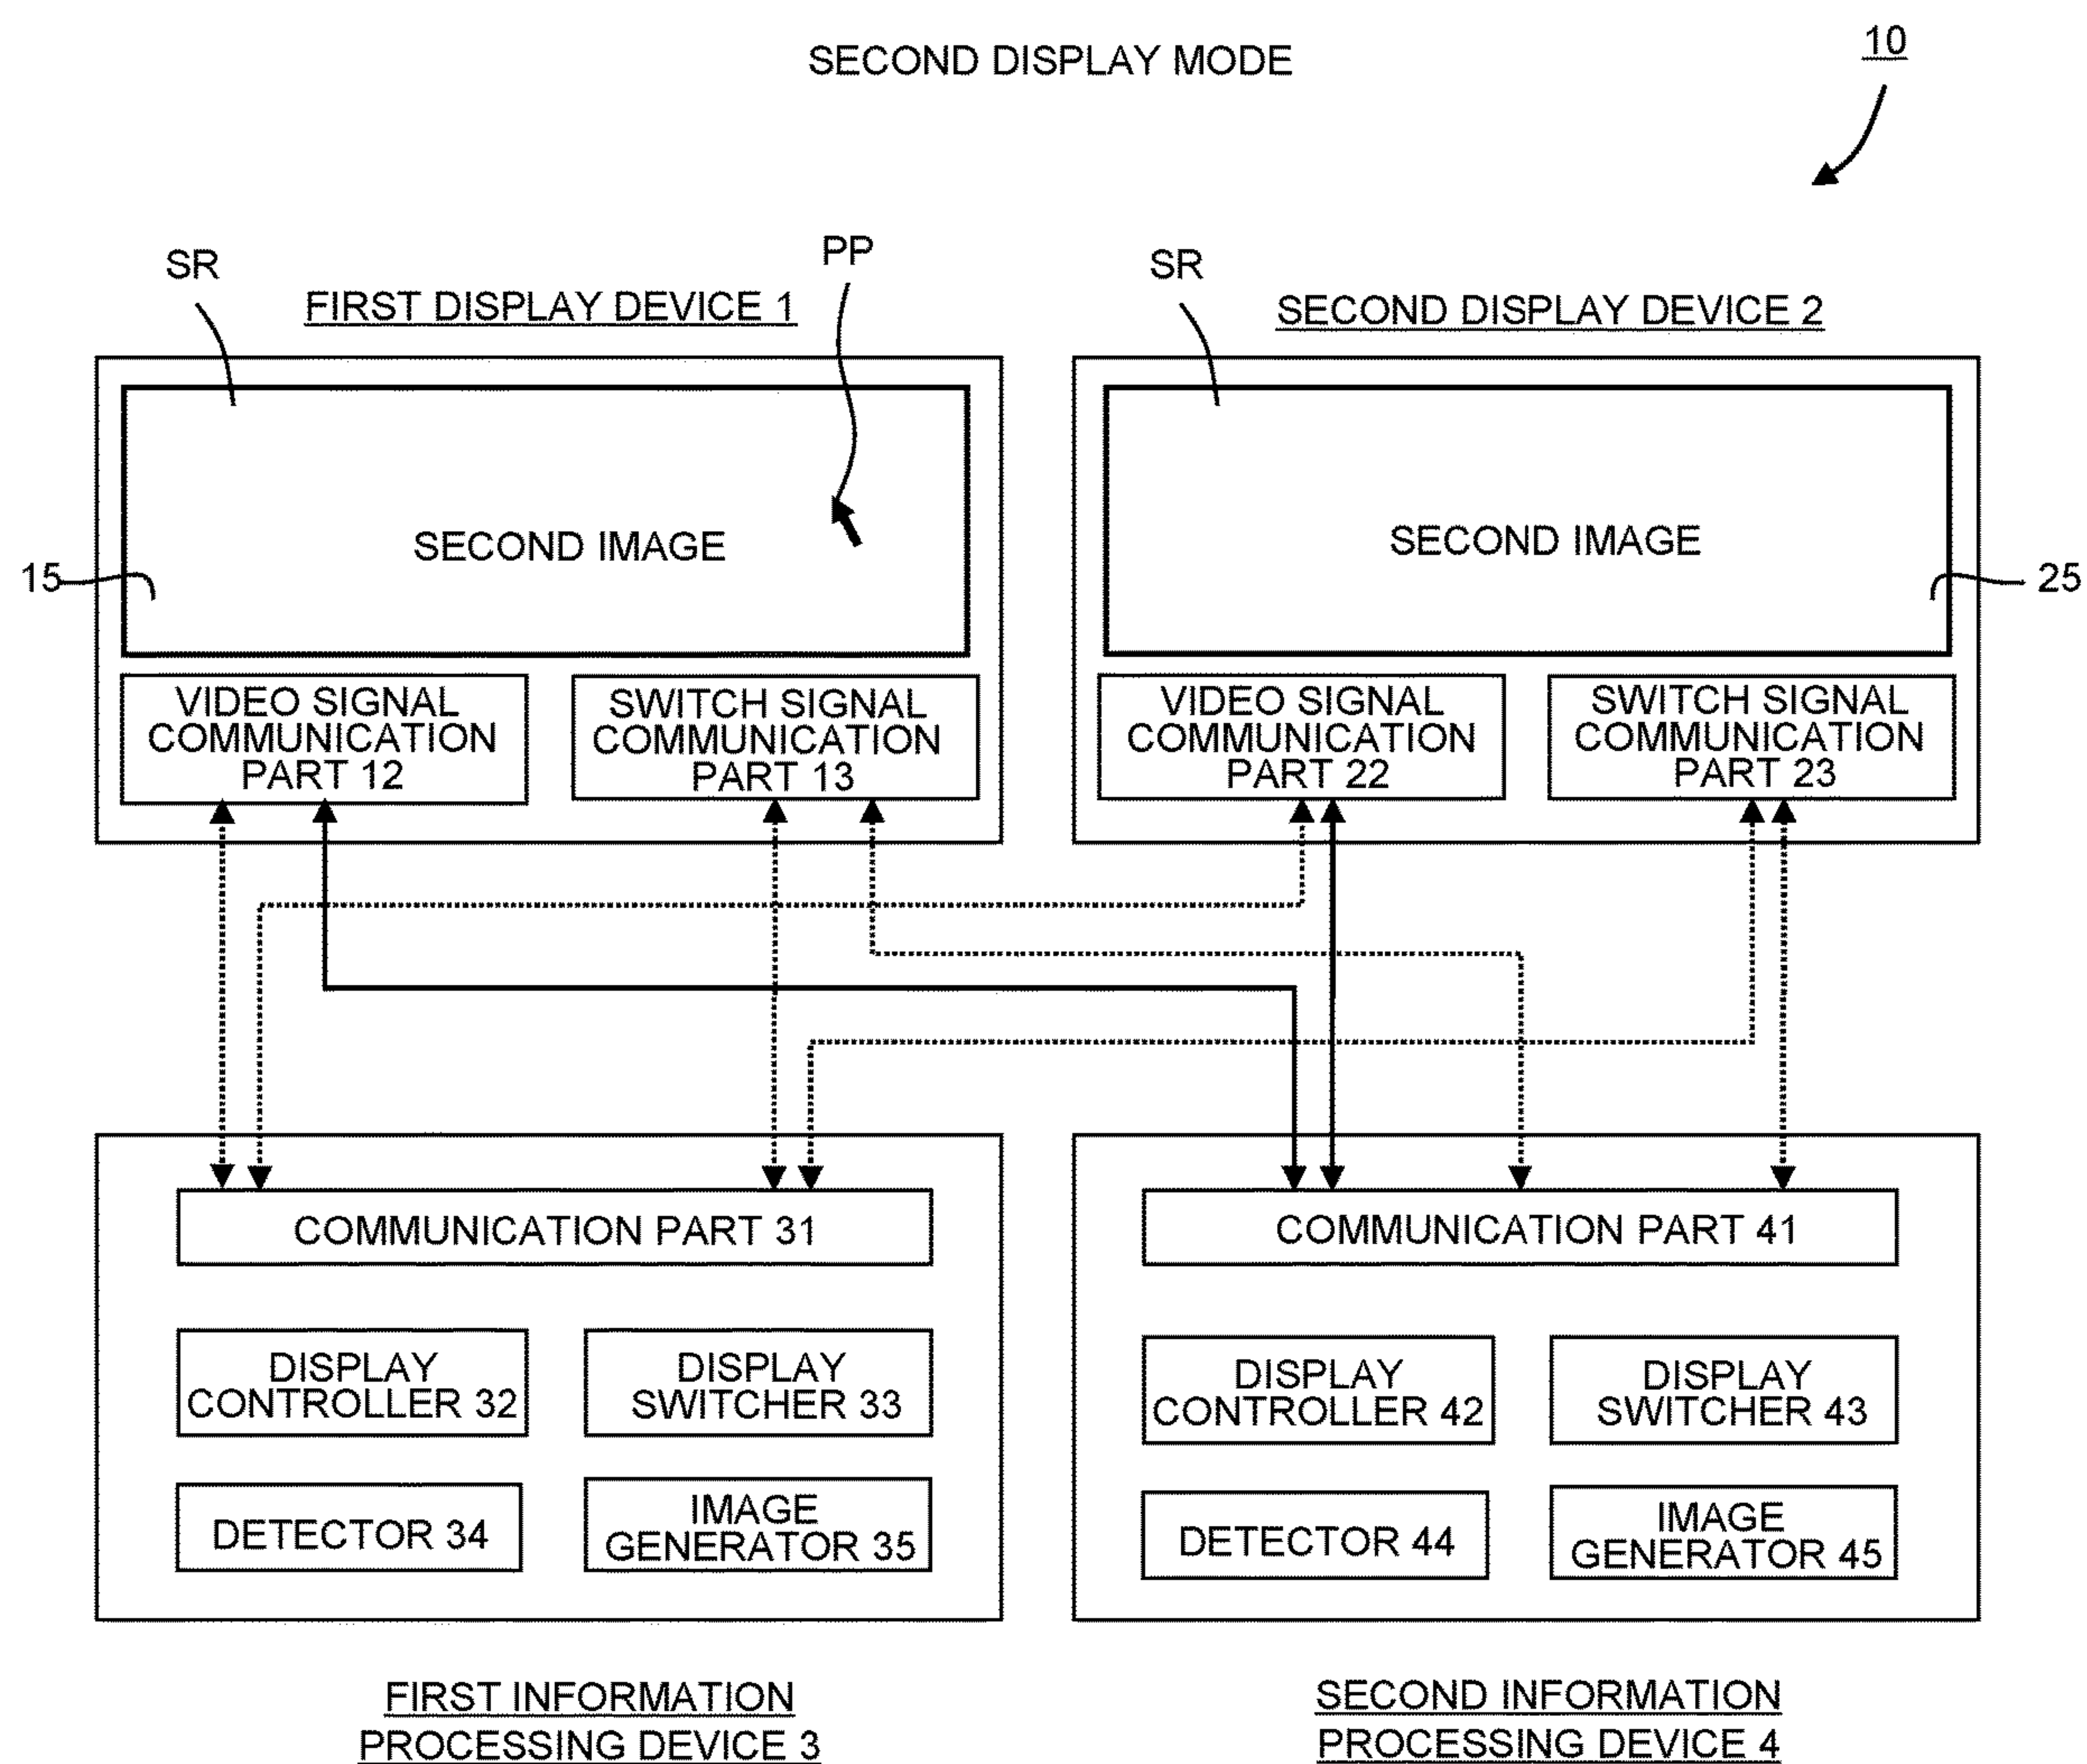 SECOND DISPLAY MODE
10
SR
PP
SR
FIRST DISPLAY DEVICE 1
SECOND DISPLAY DEVICE 2
SECOND IMAGE
SECOND IMAGE
15
25
VIDEO SIGNAL
COMMUNICATION
PART 12
SWITCH SIGNAL
COMMUNICATION
PART 13
VIDEO SIGNAL
COMMUNICATION
PART 22
SWITCH SIGNAL
COMMUNICATION
PART 23
COMMUNICATION PART 31
COMMUNICATION PART 41
DISPLAY
CONTROLLER 32
DISPLAY
SWITCHER 33
DISPLAY
CONTROLLER 42
DISPLAY
SWITCHER 43
DETECTOR 34
IMAGE
GENERATOR 35
DETECTOR 44
IMAGE
GENERATOR 45
FIRST INFORMATION
PROCESSING DEVICE 3
SECOND INFORMATION
PROCESSING DEVICE 4